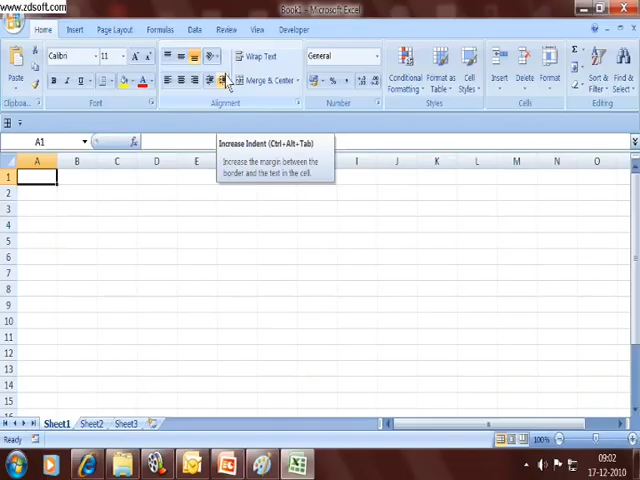 www.zdsoft.com
Book1 - Microsoft Excel
Home Insert Page Layout Formulas Data Review View Developer
Paste
Calibri 11 A A
Wrap Text
General
B I U A
Merge & Center
Conditional Formatting
Format as Table
Cell Styles
Insert Delete Format
Sort & Filter
Find & Select
Clipboard Font Alignment Number Styles Cells Editing
A1 fx
Increase Indent (Ctrl+Alt+Tab)
Increase the margin between the
border and the text in the cell.
A B C D E I J K L M N O
1
2
3
4
5
6
7
8
9
10
11
12
13
14
15
Sheet1 Sheet2 Sheet3
Ready 100%
09:02
17-12-2010